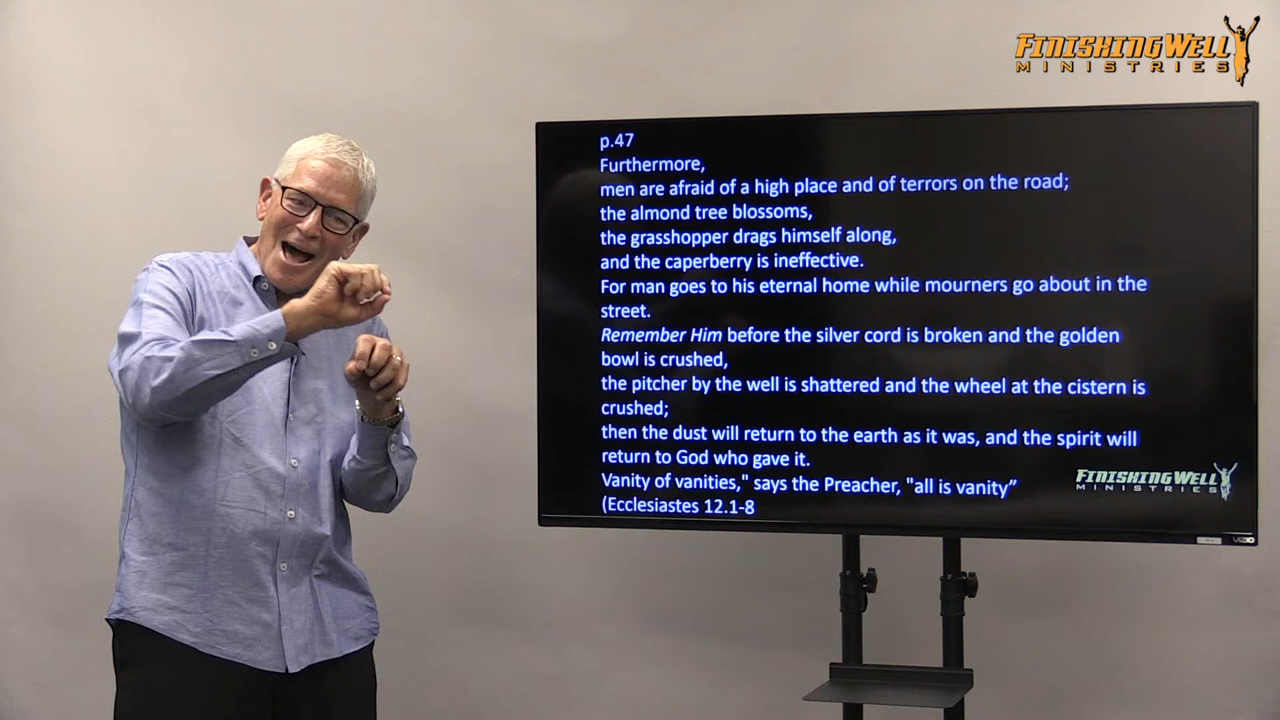 FINISHINGWELL
MINISTRIES
p.47
Furthermore,
men are afraid of a high place and of terrors on the road;
the almond tree blossoms,
the grasshopper drags himself along,
and the caperberry is ineffective.
For man goes to his eternal home while mourners go about in the
street.
Remember Him before the silver cord is broken and the golden
bowl is crushed,
the pitcher by the well is shattered and the wheel at the cistern is
crushed;
then the dust will return to the earth as it was, and the spirit will
return to God who gave it.
Vanity of vanities," says the Preacher, "all is vanity”
(Ecclesiastes 12.1-8
FINISHINGWELL
MINISTRIES
VIZIO